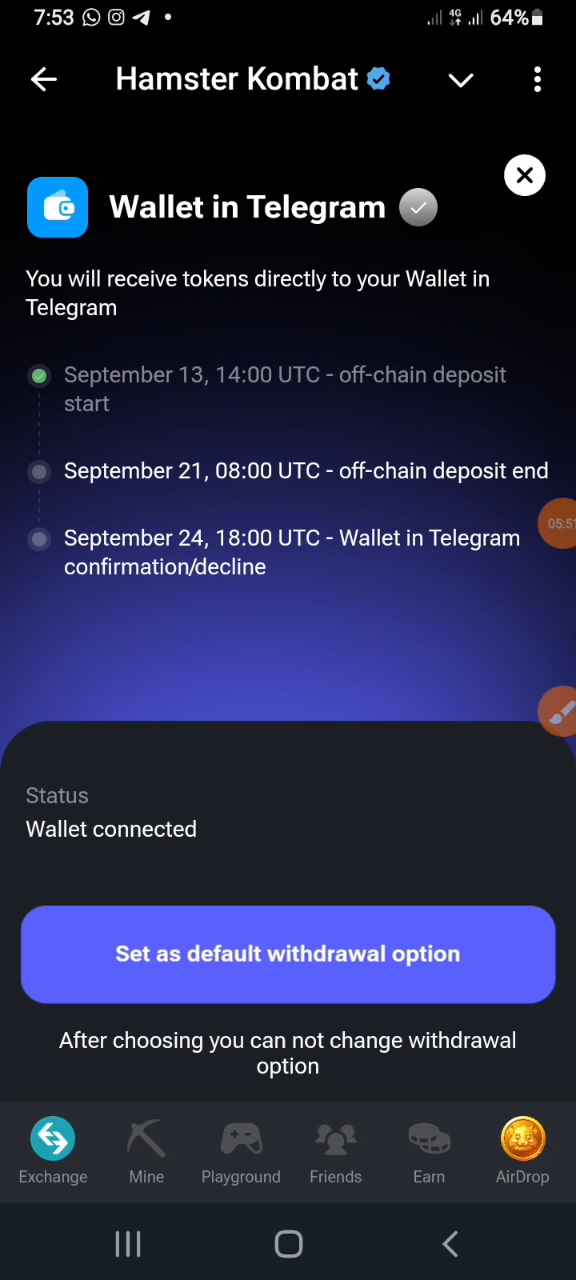 7:53
4G
64%
Hamster Kombat
Wallet in Telegram
You will receive tokens directly to your Wallet in
Telegram
September 13, 14:00 UTC - off-chain deposit
start
September 21, 08:00 UTC - off-chain deposit end
05:51
September 24, 18:00 UTC - Wallet in Telegram
confirmation/decline
Status
Wallet connected
Set as default withdrawal option
After choosing you can not change withdrawal
option
Exchange
Mine
Playground
Friends
Earn
AirDrop